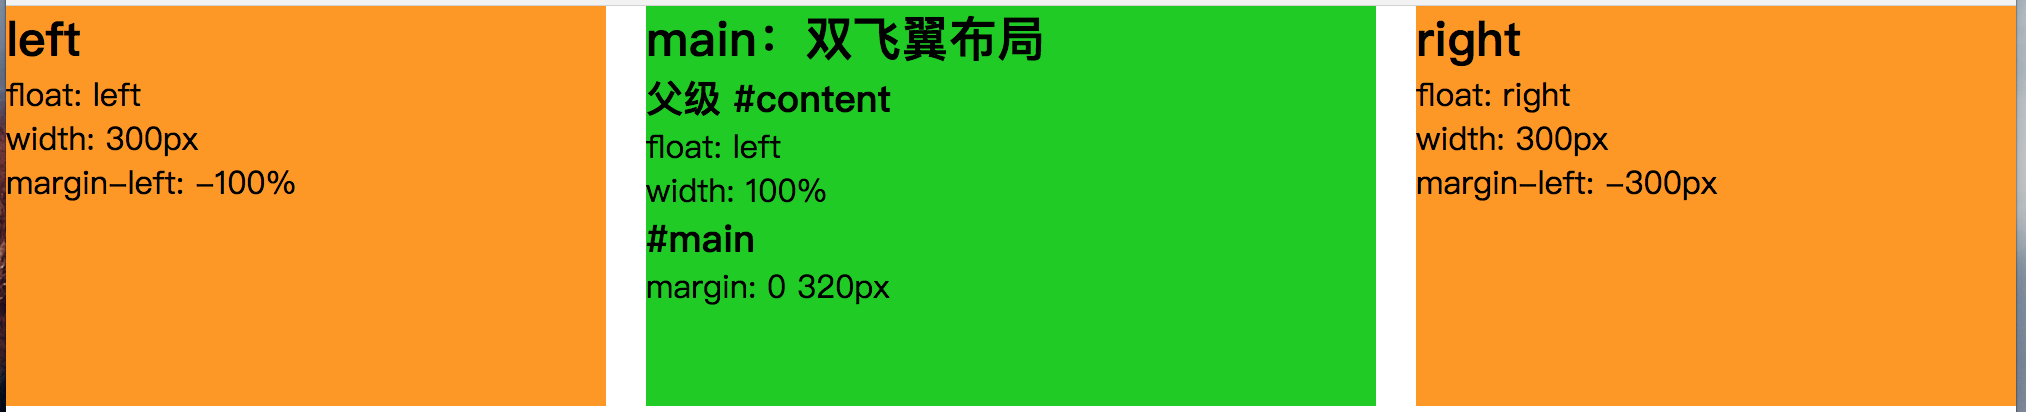 left
float: left
width: 300px
margin-left: -100%
main：双飞翼布局
父级 #content
float: left
width: 100%
#main
margin: 0 320px
right
float: right
width: 300px
margin-left: -300px